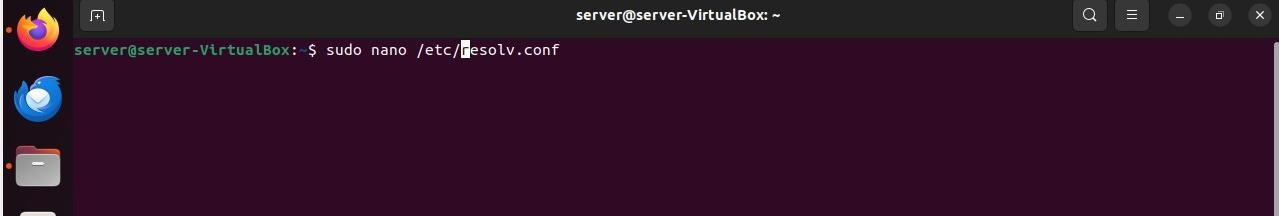 server@server-VirtualBox: ~
server@server-VirtualBox:~$ sudo nano /etc/resolv.conf